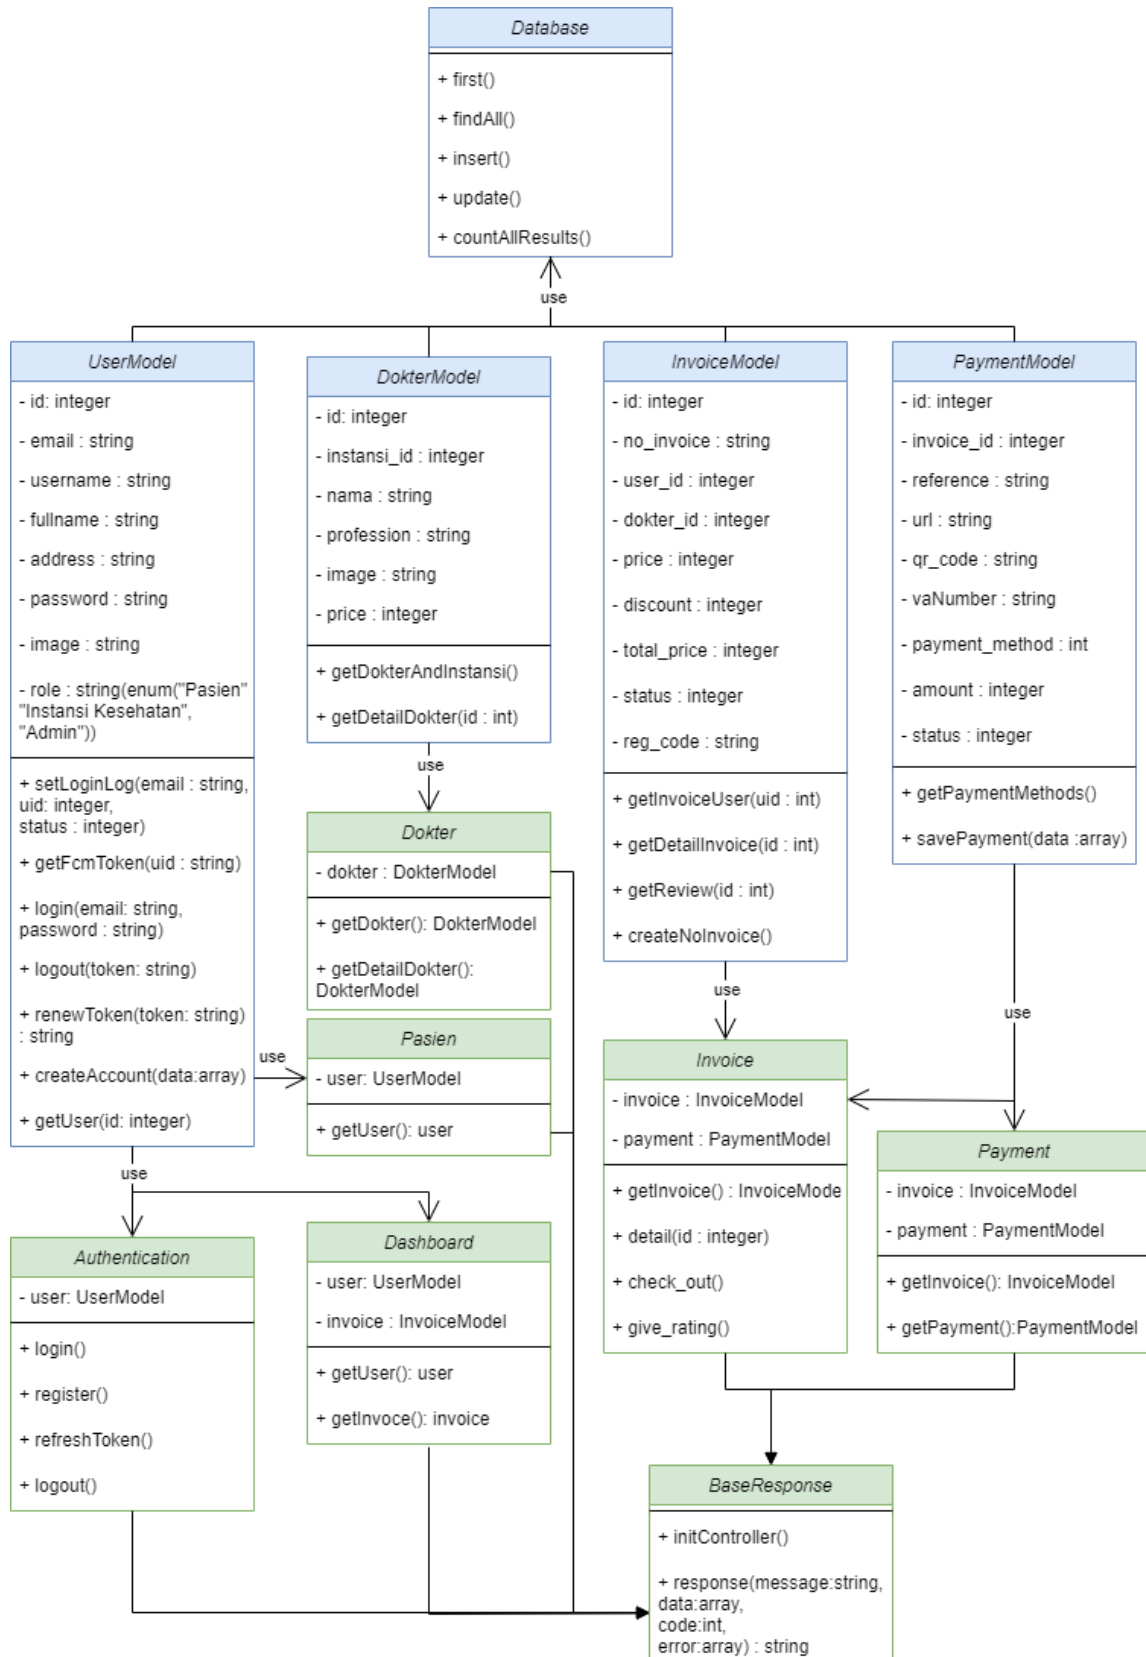 Database
+ first()
+ findAll()
+ insert()
+ update()
+ countAllResults()
use
UserModel
- id: integer
- email : string
- username : string
- fullname : string
- address : string
- password : string
- image : string
- role : string(enum("Pasien"
"Instansi Kesehatan",
"Admin"))
+ setLoginLog(email : string,
uid: integer,
status : integer)
+ getFcmToken(uid : string)
+ login(email: string,
password : string)
+ logout(token: string)
+ renewToken(token: string)
: string
+ createAccount(data:array)
+ getUser(id: integer)
DokterModel
- id: integer
- instansi_id : integer
- nama : string
- profession : string
- image : string
- price : integer
+ getDokterAndInstansi()
+ getDetailDokter(id : int)
use
InvoiceModel
- id: integer
- no_invoice : string
- user_id : integer
- dokter_id : integer
- price : integer
- discount : integer
- total_price : integer
- status : integer
- reg_code : string
+ getInvoiceUser(uid : int)
+ getDetailInvoice(id : int)
+ getReview(id : int)
+ createNoInvoice()
use
PaymentModel
- id: integer
- invoice_id : integer
- reference : string
- url : string
- qr_code : string
- vaNumber : string
- payment_method : int
- amount : integer
- status : integer
+ getPaymentMethods()
+ savePayment(data :array)
use
Dokter
- dokter : DokterModel
+ getDokter(): DokterModel
+ getDetailDokter():
DokterModel
use
Pasien
- user: UserModel
+ getUser(): user
use
Authentication
- user: UserModel
+ login()
+ register()
+ refreshToken()
+ logout()
Dashboard
- user: UserModel
- invoice : InvoiceModel
+ getUser(): user
+ getInvoce(): invoice
Invoice
- invoice : InvoiceModel
- payment : PaymentModel
+ getInvoice() : InvoiceMode
+ detail(id : integer)
+ check_out()
+ give_rating()
Payment
- invoice : InvoiceModel
- payment : PaymentModel
+ getInvoice(): InvoiceModel
+ getPayment():PaymentModel
BaseResponse
+ initController()
+ response(message:string,
data:array,
code:int,
error:array) : string